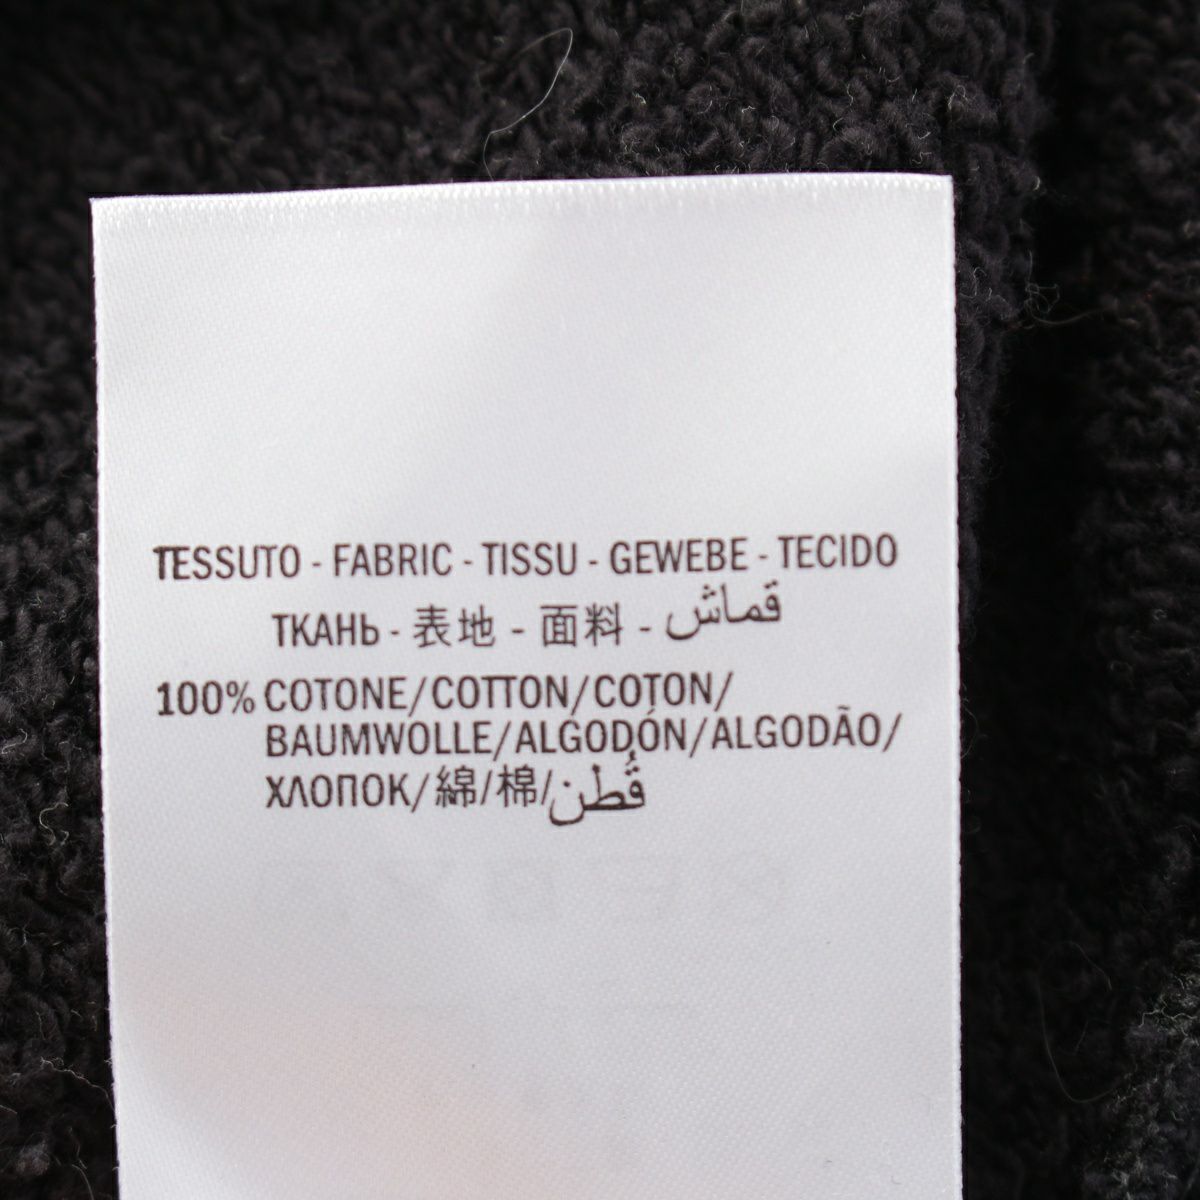 TESSUTO - FABRIC - TISSU - GEWEBE - TECIDO
ТКАНЬ - 表地 - 面料 - قماش
100% COTONE/COTTON/COTON/
BAUMWOLLE/ALGODÓN/ALGODÃO/
ХЛОПОК/綿/棉/قُطن